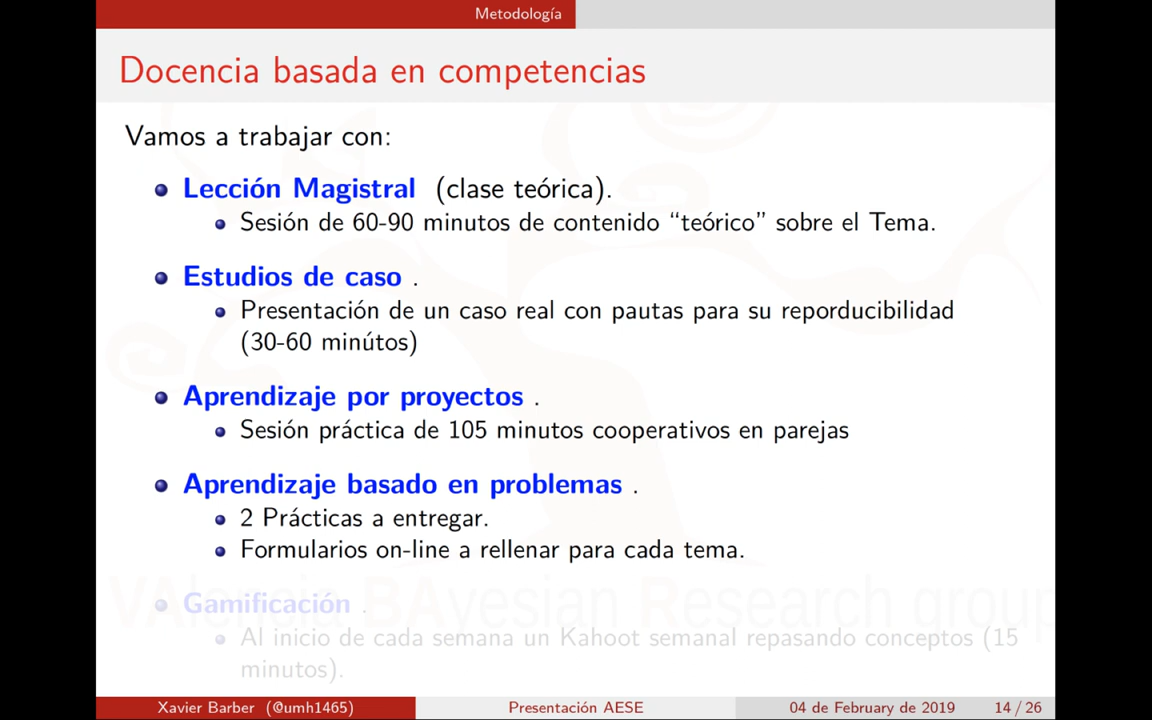 Metodología
Docencia basada en competencias
Vamos a trabajar con:
Lección Magistral (clase teórica).
Sesión de 60-90 minutos de contenido “teórico” sobre el Tema.
Estudios de caso .
Presentación de un caso real con pautas para su reporducibilidad
(30-60 minútos)
Aprendizaje por proyectos .
Sesión práctica de 105 minutos cooperativos en parejas
Aprendizaje basado en problemas .
2 Prácticas a entregar.
Formularios on-line a rellenar para cada tema.
VAlencia BAyesian Research group
Gamificación .
Al inicio de cada semana un Kahoot semanal repasando conceptos (15
minutos).
Xavier Barber (@umh1465) Presentación AESE 04 de February de 2019 14 / 26